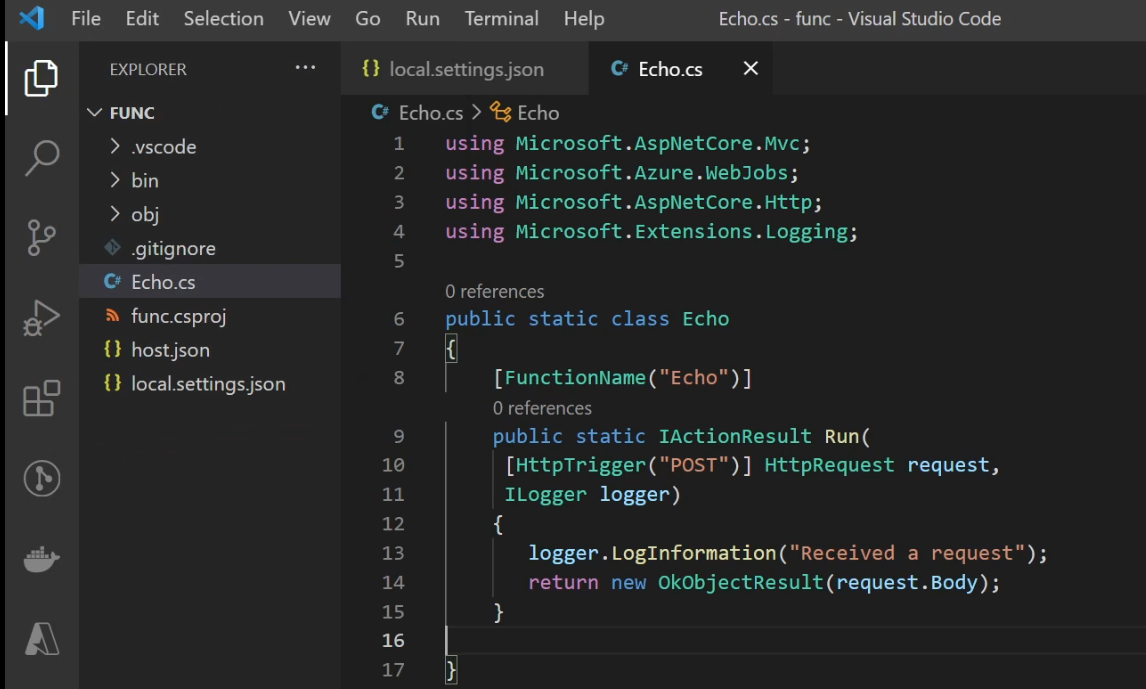 File Edit Selection View Go Run Terminal Help Echo.cs - func - Visual Studio Code
EXPLORER ...
FUNC
.vscode
bin
obj
.gitignore
Echo.cs
func.csproj
host.json
local.settings.json
local.settings.json Echo.cs
Echo.cs > Echo
1 using Microsoft.AspNetCore.Mvc;
2 using Microsoft.Azure.WebJobs;
3 using Microsoft.AspNetCore.Http;
4 using Microsoft.Extensions.Logging;
5
0 references
6 public static class Echo
7 {
8 [FunctionName("Echo")]
0 references
9 public static IActionResult Run(
10 [HttpTrigger("POST")] HttpRequest request,
11 ILogger logger)
12 {
13 logger.LogInformation("Received a request");
14 return new OkObjectResult(request.Body);
15 }
16
17 }